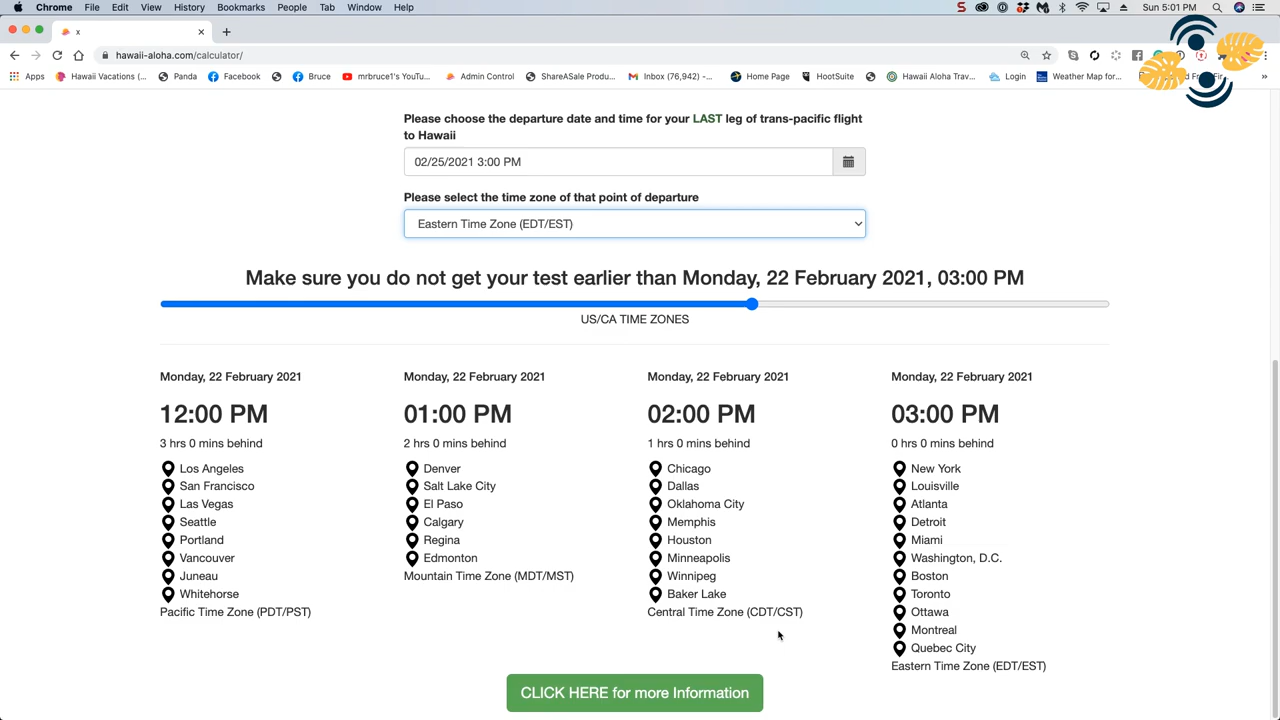 Chrome File Edit View History Bookmarks People Tab Window Help Sun 5:01 PM
x
hawaii-aloha.com/calculator/
Apps Hawaii Vacations (... Panda Facebook Bruce mrbruce1's YouTu... Admin Control ShareASale Produ... Inbox (76,942) -... Home Page HootSuite Hawaii Aloha Trav... Login Weather Map for...
Please choose the departure date and time for your LAST leg of trans-pacific flight
to Hawaii
02/25/2021 3:00 PM
Please select the time zone of that point of departure
Eastern Time Zone (EDT/EST)
Make sure you do not get your test earlier than Monday, 22 February 2021, 03:00 PM
US/CA TIME ZONES
Monday, 22 February 2021
12:00 PM
3 hrs 0 mins behind
Los Angeles
San Francisco
Las Vegas
Seattle
Portland
Vancouver
Juneau
Whitehorse
Pacific Time Zone (PDT/PST)
Monday, 22 February 2021
01:00 PM
2 hrs 0 mins behind
Denver
Salt Lake City
El Paso
Calgary
Regina
Edmonton
Mountain Time Zone (MDT/MST)
Monday, 22 February 2021
02:00 PM
1 hrs 0 mins behind
Chicago
Dallas
Oklahoma City
Memphis
Houston
Minneapolis
Winnipeg
Baker Lake
Central Time Zone (CDT/CST)
Monday, 22 February 2021
03:00 PM
0 hrs 0 mins behind
New York
Louisville
Atlanta
Detroit
Miami
Washington, D.C.
Boston
Toronto
Ottawa
Montreal
Quebec City
Eastern Time Zone (EDT/EST)
CLICK HERE for more Information